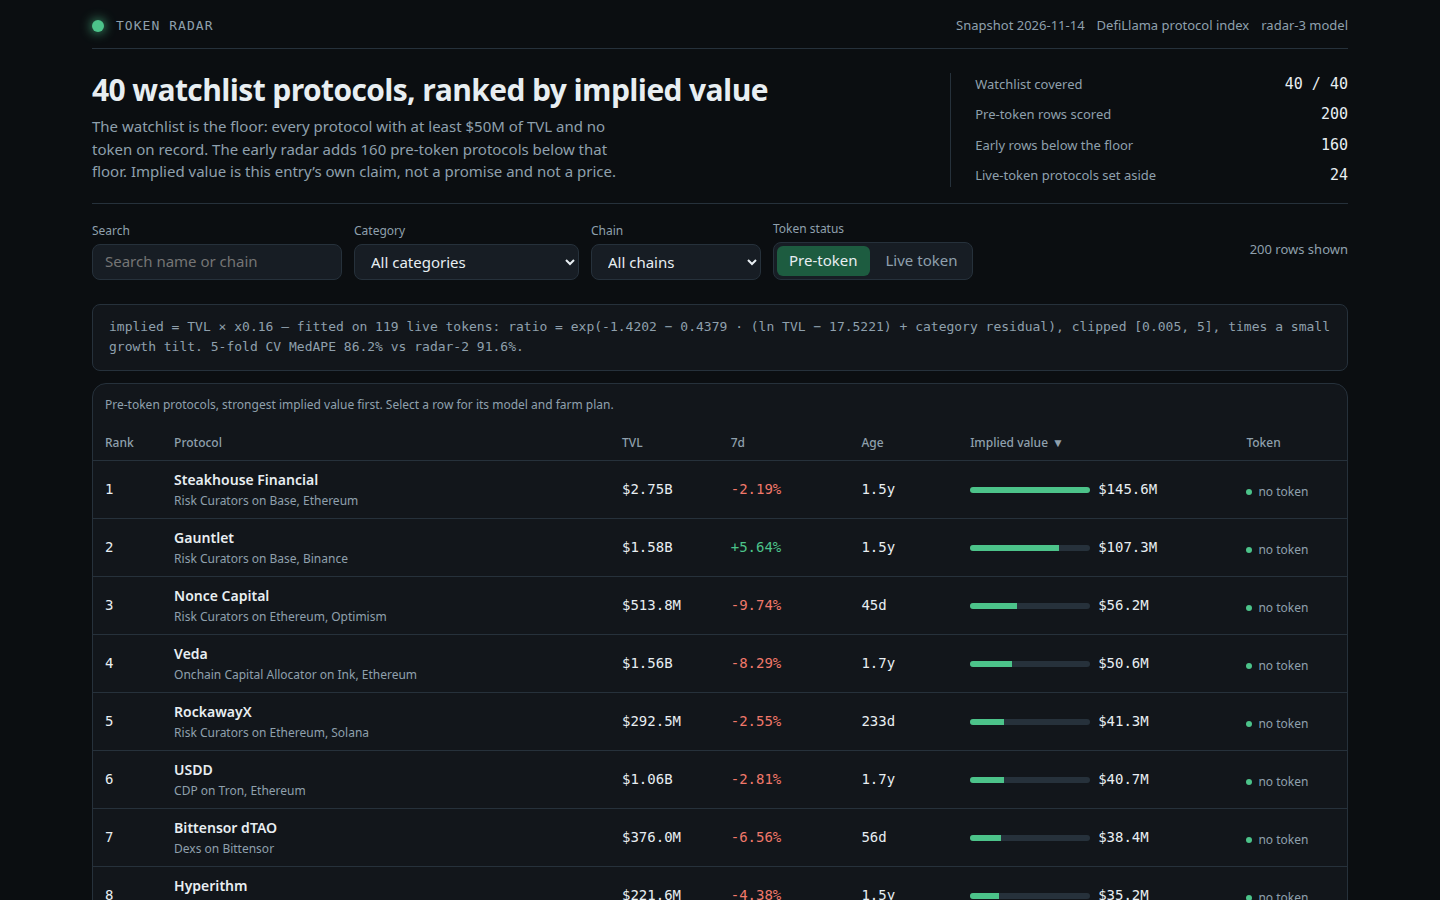 TOKEN RADAR
Snapshot 2026-11-14 DefiLlama protocol index radar-3 model
40 watchlist protocols, ranked by implied value
The watchlist is the floor: every protocol with at least $50M of TVL and no
token on record. The early radar adds 160 pre-token protocols below that
floor. Implied value is this entry's own claim, not a promise and not a price.
Watchlist covered 40 / 40
Pre-token rows scored 200
Early rows below the floor 160
Live-token protocols set aside 24
Search
Search name or chain
Category
All categories
Chain
All chains
Token status
Pre-token Live token
200 rows shown
implied = TVL × x0.16 — fitted on 119 live tokens: ratio = exp(-1.4202 − 0.4379 · (ln TVL − 17.5221) + category residual), clipped [0.005, 5], times a small
growth tilt. 5-fold CV MedAPE 86.2% vs radar-2 91.6%.
Pre-token protocols, strongest implied value first. Select a row for its model and farm plan.
Rank Protocol TVL 7d Age Implied value ▼ Token
1 Steakhouse Financial $2.75B -2.19% 1.5y $145.6M no token
Risk Curators on Base, Ethereum
2 Gauntlet $1.58B +5.64% 1.5y $107.3M no token
Risk Curators on Base, Binance
3 Nonce Capital $513.8M -9.74% 45d $56.2M no token
Risk Curators on Ethereum, Optimism
4 Veda $1.56B -8.29% 1.7y $50.6M no token
Onchain Capital Allocator on Ink, Ethereum
5 RockawayX $292.5M -2.55% 233d $41.3M no token
Risk Curators on Ethereum, Solana
6 USDD $1.06B -2.81% 1.7y $40.7M no token
CDP on Tron, Ethereum
7 Bittensor dTAO $376.0M -6.56% 56d $38.4M no token
Dexs on Bittensor
8 Hyperithm $221.6M -4.38% 1.5y $35.2M no token